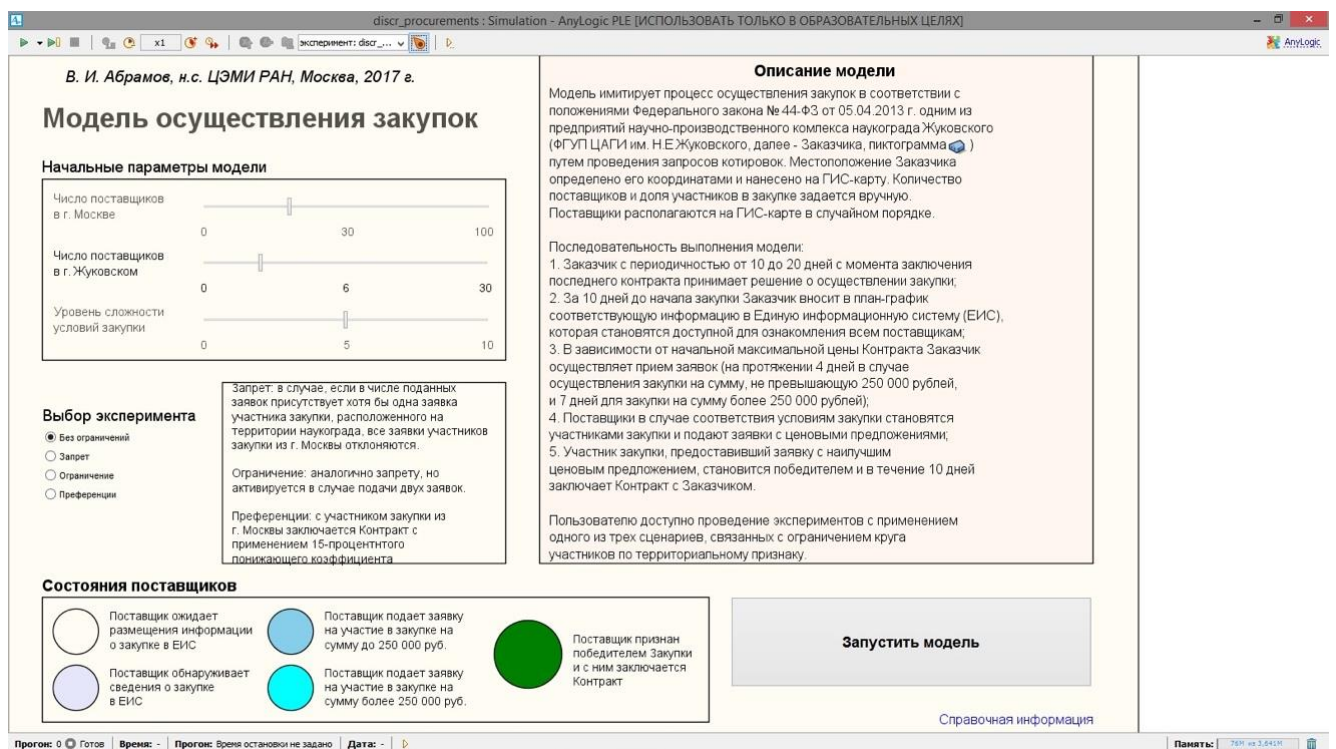 discr_procurements : Simulation - AnyLogic PLE [ИСПОЛЬЗОВАТЬ ТОЛЬКО В ОБРАЗОВАТЕЛЬНЫХ ЦЕЛЯХ]
x1
эксперимент: discr_...
AnyLogic
В. И. Абрамов, н.с. ЦЭМИ РАН, Москва, 2017 г.
Модель осуществления закупок
Начальные параметры модели
Число поставщиков
в г. Москве
0 30 100
Число поставщиков
в г. Жуковском
0 6 30
Уровень сложности
условий закупки
0 5 10
Выбор эксперимента
Без ограничений
Запрет
Ограничение
Преференции
Запрет: в случае, если в числе поданных
заявок присутствует хотя бы одна заявка
участника закупки, расположенного на
территории наукограда, все заявки участников
закупки из г. Москвы отклоняются.
Ограничение: аналогично запрету, но
активируется в случае подачи двух заявок.
Преференции: с участником закупки из
г. Москвы заключается Контракт с
применением 15-процентнтого
понижающего коэффициента
Описание модели
Модель имитирует процесс осуществления закупок в соответствии с
положениями Федерального закона № 44-ФЗ от 05.04.2013 г. одним из
предприятий научно-производственного комлекса наукограда Жуковского
(ФГУП ЦАГИ им. Н.Е.Жуковского, далее - Заказчика, пиктограмма )
путем проведения запросов котировок. Местоположение Заказчика
определено его координатами и нанесено на ГИС-карту. Количество
поставщиков и доля участников в закупке задается вручную.
Поставщики располагаются на ГИС-карте в случайном порядке.
Последовательность выполнения модели:
1. Заказчик с периодичностью от 10 до 20 дней с момента заключения
последнего контракта принимает решение о осуществлении закупки;
2. За 10 дней до начала закупки Заказчик вносит в план-график
соответствующую информацию в Единую информационную систему (ЕИС),
которая становятся доступной для ознакомления всем поставщикам;
3. В зависимости от начальной максимальной цены Контракта Заказчик
осуществляет прием заявок (на протяжении 4 дней в случае
осуществления закупки на сумму, не превышающую 250 000 рублей,
и 7 дней для закупки на сумму более 250 000 рублей);
4. Поставщики в случае соответствия условиям закупки становятся
участниками закупки и подают заявки с ценовыми предложениями;
5. Участник закупки, предоставивший заявку с наилучшим
ценовым предложением, становится победителем и в течение 10 дней
заключает Контракт с Заказчиком.
Пользователю доступно проведение экспериментов с применением
одного из трех сценариев, связанных с ограничением круга
участников по территориальному признаку.
Состояния поставщиков
Поставщик ожидает
размещения информации
о закупке в ЕИС
Поставщик обнаруживает
сведения о закупке
в ЕИС
Поставщик подает заявку
на участие в закупке на
сумму до 250 000 руб.
Поставщик подает заявку
на участие в закупке на
сумму более 250 000 руб.
Поставщик признан
победителем Закупки
и с ним заключается
Контракт
Запустить модель
Справочная информация
Прогон: 0 Готов Время: - Прогон: Время остановки не задано Дата: - Память: 76M из 3,641M